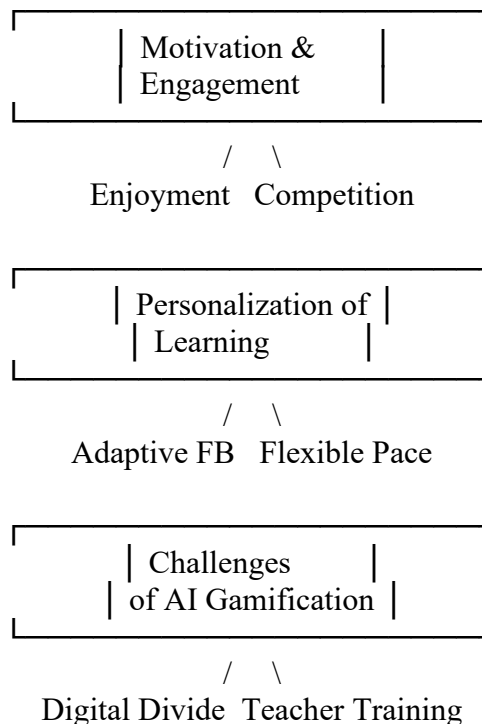 Motivation &
Engagement
/ \
Enjoyment Competition
Personalization of
Learning
/ \
Adaptive FB Flexible Pace
Challenges
of AI Gamification
/ \
Digital Divide Teacher Training